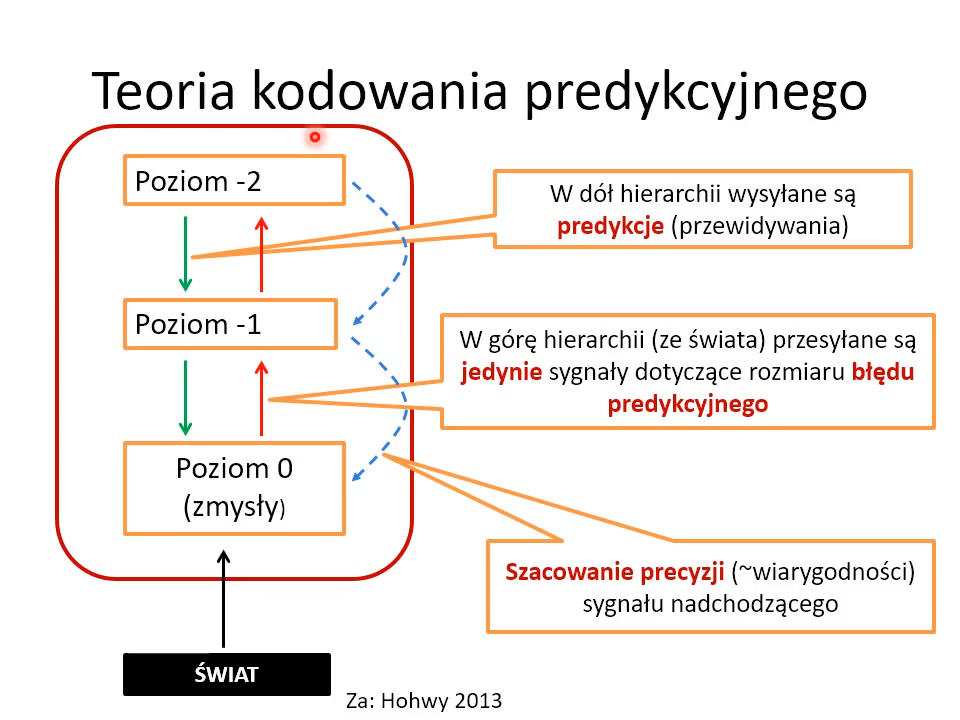 Teoria kodowania predykcyjnego
Poziom -2
W dół hierarchii wysyłane są
predykcje (przewidywania)
Poziom -1
W górę hierarchii (ze świata) przesyłane są
jedynie sygnały dotyczące rozmiaru błędu
predykcyjnego
Poziom 0
(zmysły)
Szacowanie precyzji (~wiarygodności)
sygnału nadchodzącego
ŚWIAT
Za: Hohwy 2013